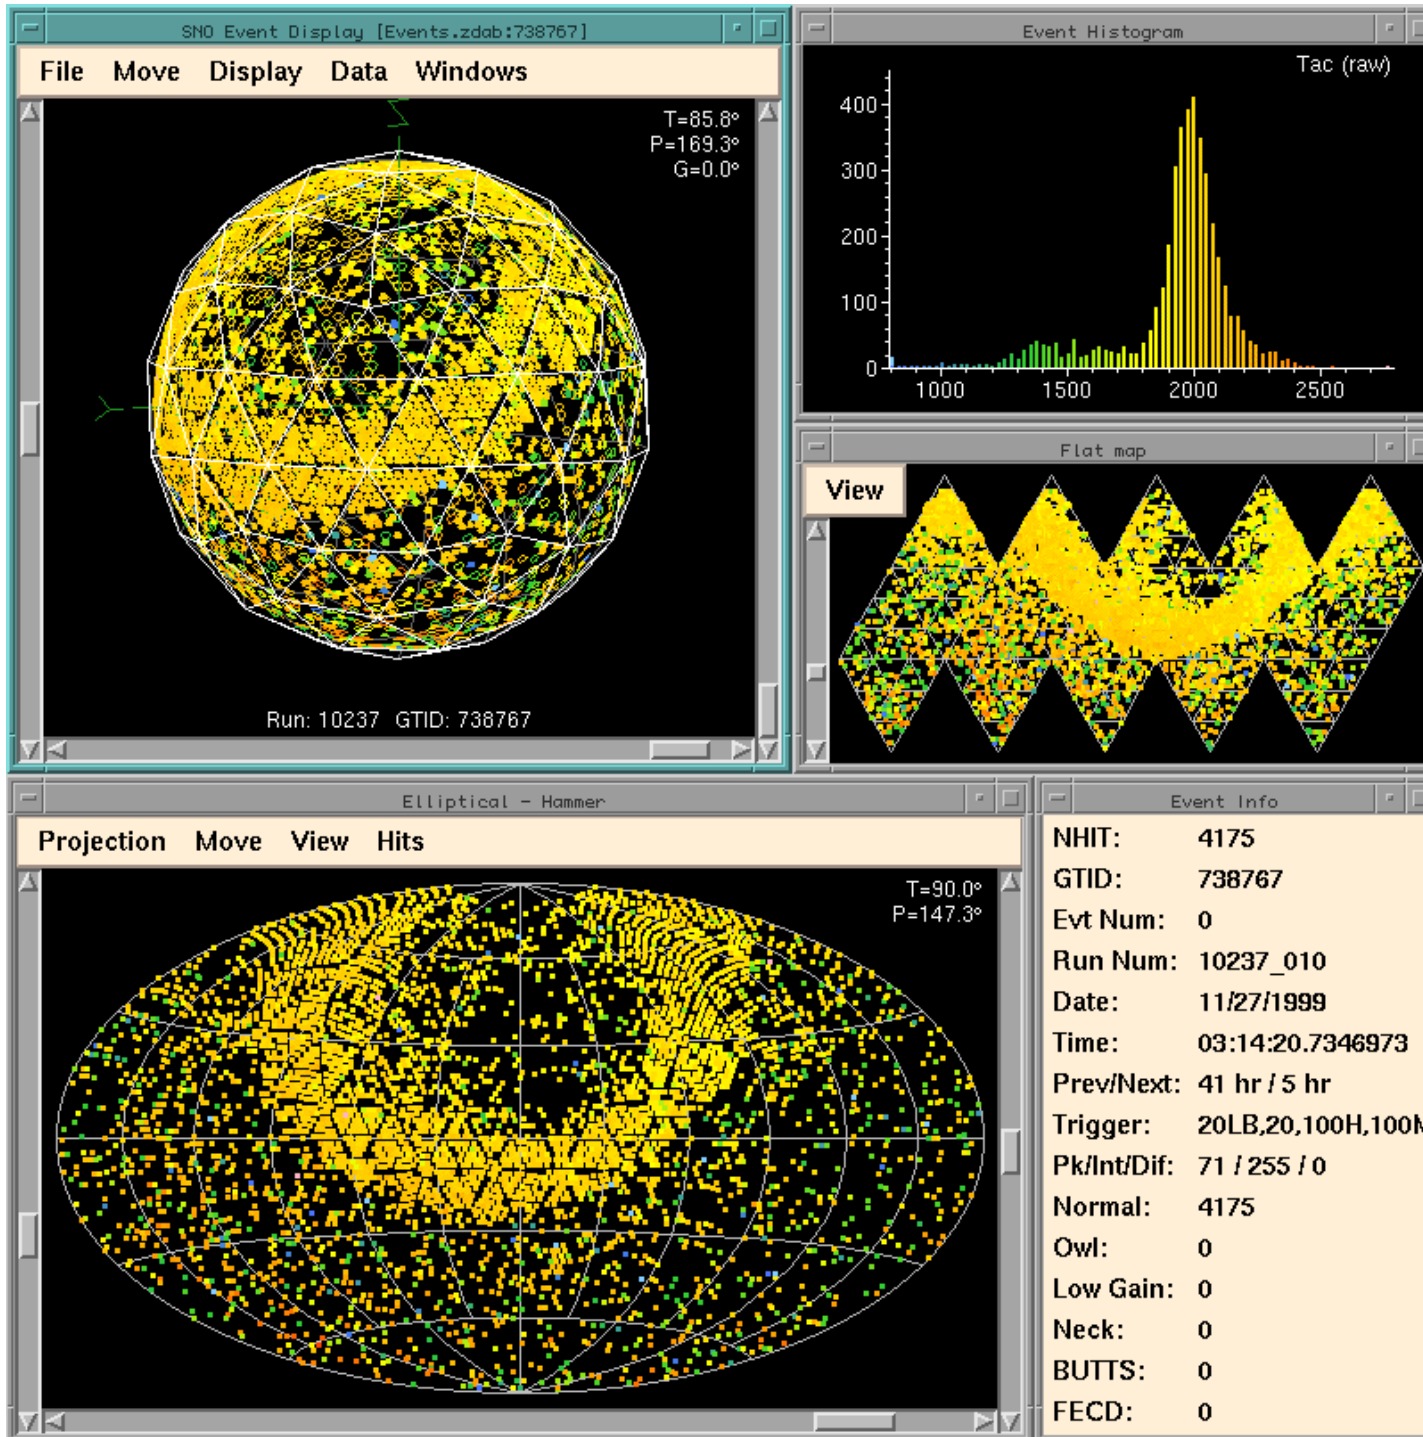 SNO Event Display [Events.zdab:738767]
File Move Display Data Windows
T=85.8°
P=169.3°
G=0.0°
Z
Y
Run: 10237 GTID: 738767
Event Histogram
Tac (raw)
400
300
200
100
0
1000 1500 2000 2500
Flat map
View
Elliptical - Hammer
Projection Move View Hits
T=90.0°
P=147.3°
Event Info
NHIT: 4175
GTID: 738767
Evt Num: 0
Run Num: 10237_010
Date: 11/27/1999
Time: 03:14:20.7346973
Prev/Next: 41 hr / 5 hr
Trigger: 20LB,20,100H,100M
Pk/Int/Dif: 71 / 255 / 0
Normal: 4175
Owl: 0
Low Gain: 0
Neck: 0
BUTTS: 0
FECD: 0